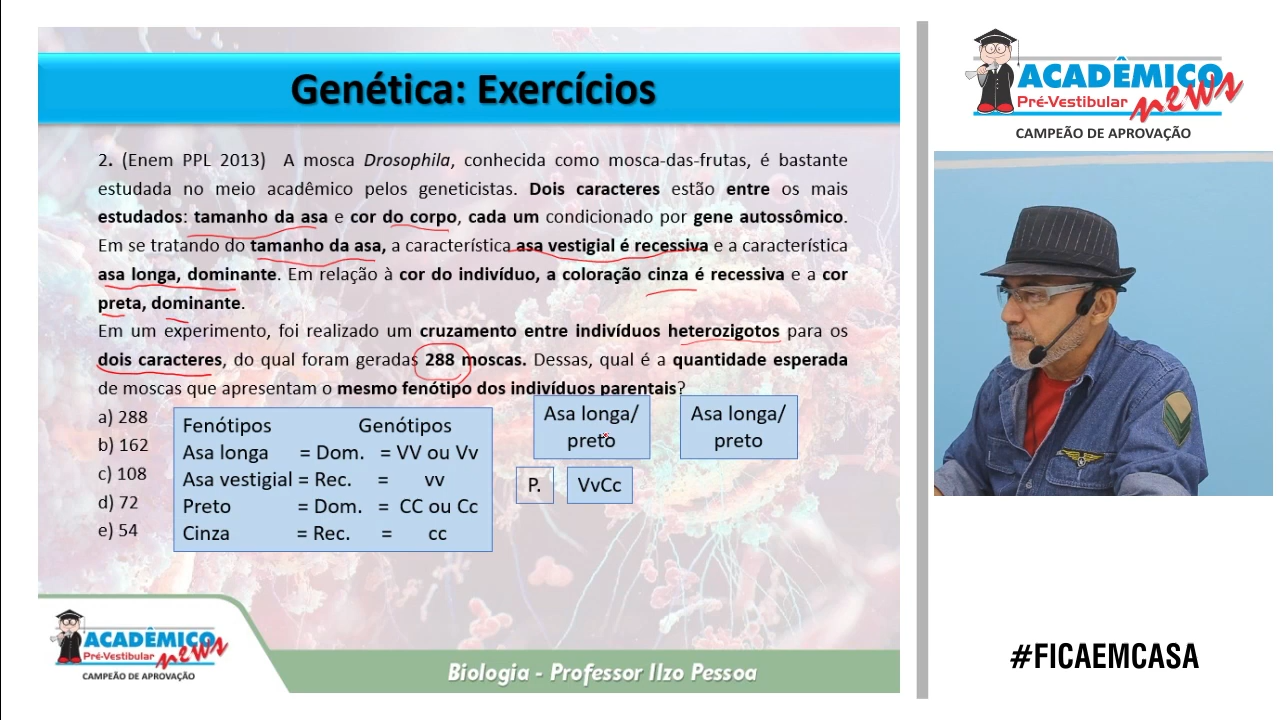 Genética: Exercícios
2. (Enem PPL 2013) A mosca Drosophila, conhecida como mosca-das-frutas, é bastante
estudada no meio acadêmico pelos geneticistas. Dois caracteres estão entre os mais
estudados: tamanho da asa e cor do corpo, cada um condicionado por gene autossômico.
Em se tratando do tamanho da asa, a característica asa vestigial é recessiva e a característica
asa longa, dominante. Em relação à cor do indivíduo, a coloração cinza é recessiva e a cor
preta, dominante.
Em um experimento, foi realizado um cruzamento entre indivíduos heterozigotos para os
dois caracteres, do qual foram geradas 288 moscas. Dessas, qual é a quantidade esperada
de moscas que apresentam o mesmo fenótipo dos indivíduos parentais?
a) 288
b) 162
c) 108
d) 72
e) 54
Fenótipos Genótipos
Asa longa = Dom. = VV ou Vv
Asa vestigial = Rec. = vv
Preto = Dom. = CC ou Cc
Cinza = Rec. = cc
Asa longa/
preto
Asa longa/
preto
P.
VvCc
ACADÊMICO
Pré-Vestibular news
CAMPEÃO DE APROVAÇÃO
Biologia - Professor Ilzo Pessoa
ACADÊMICO
Pré-Vestibular news
CAMPEÃO DE APROVAÇÃO
#FICAEMCASA